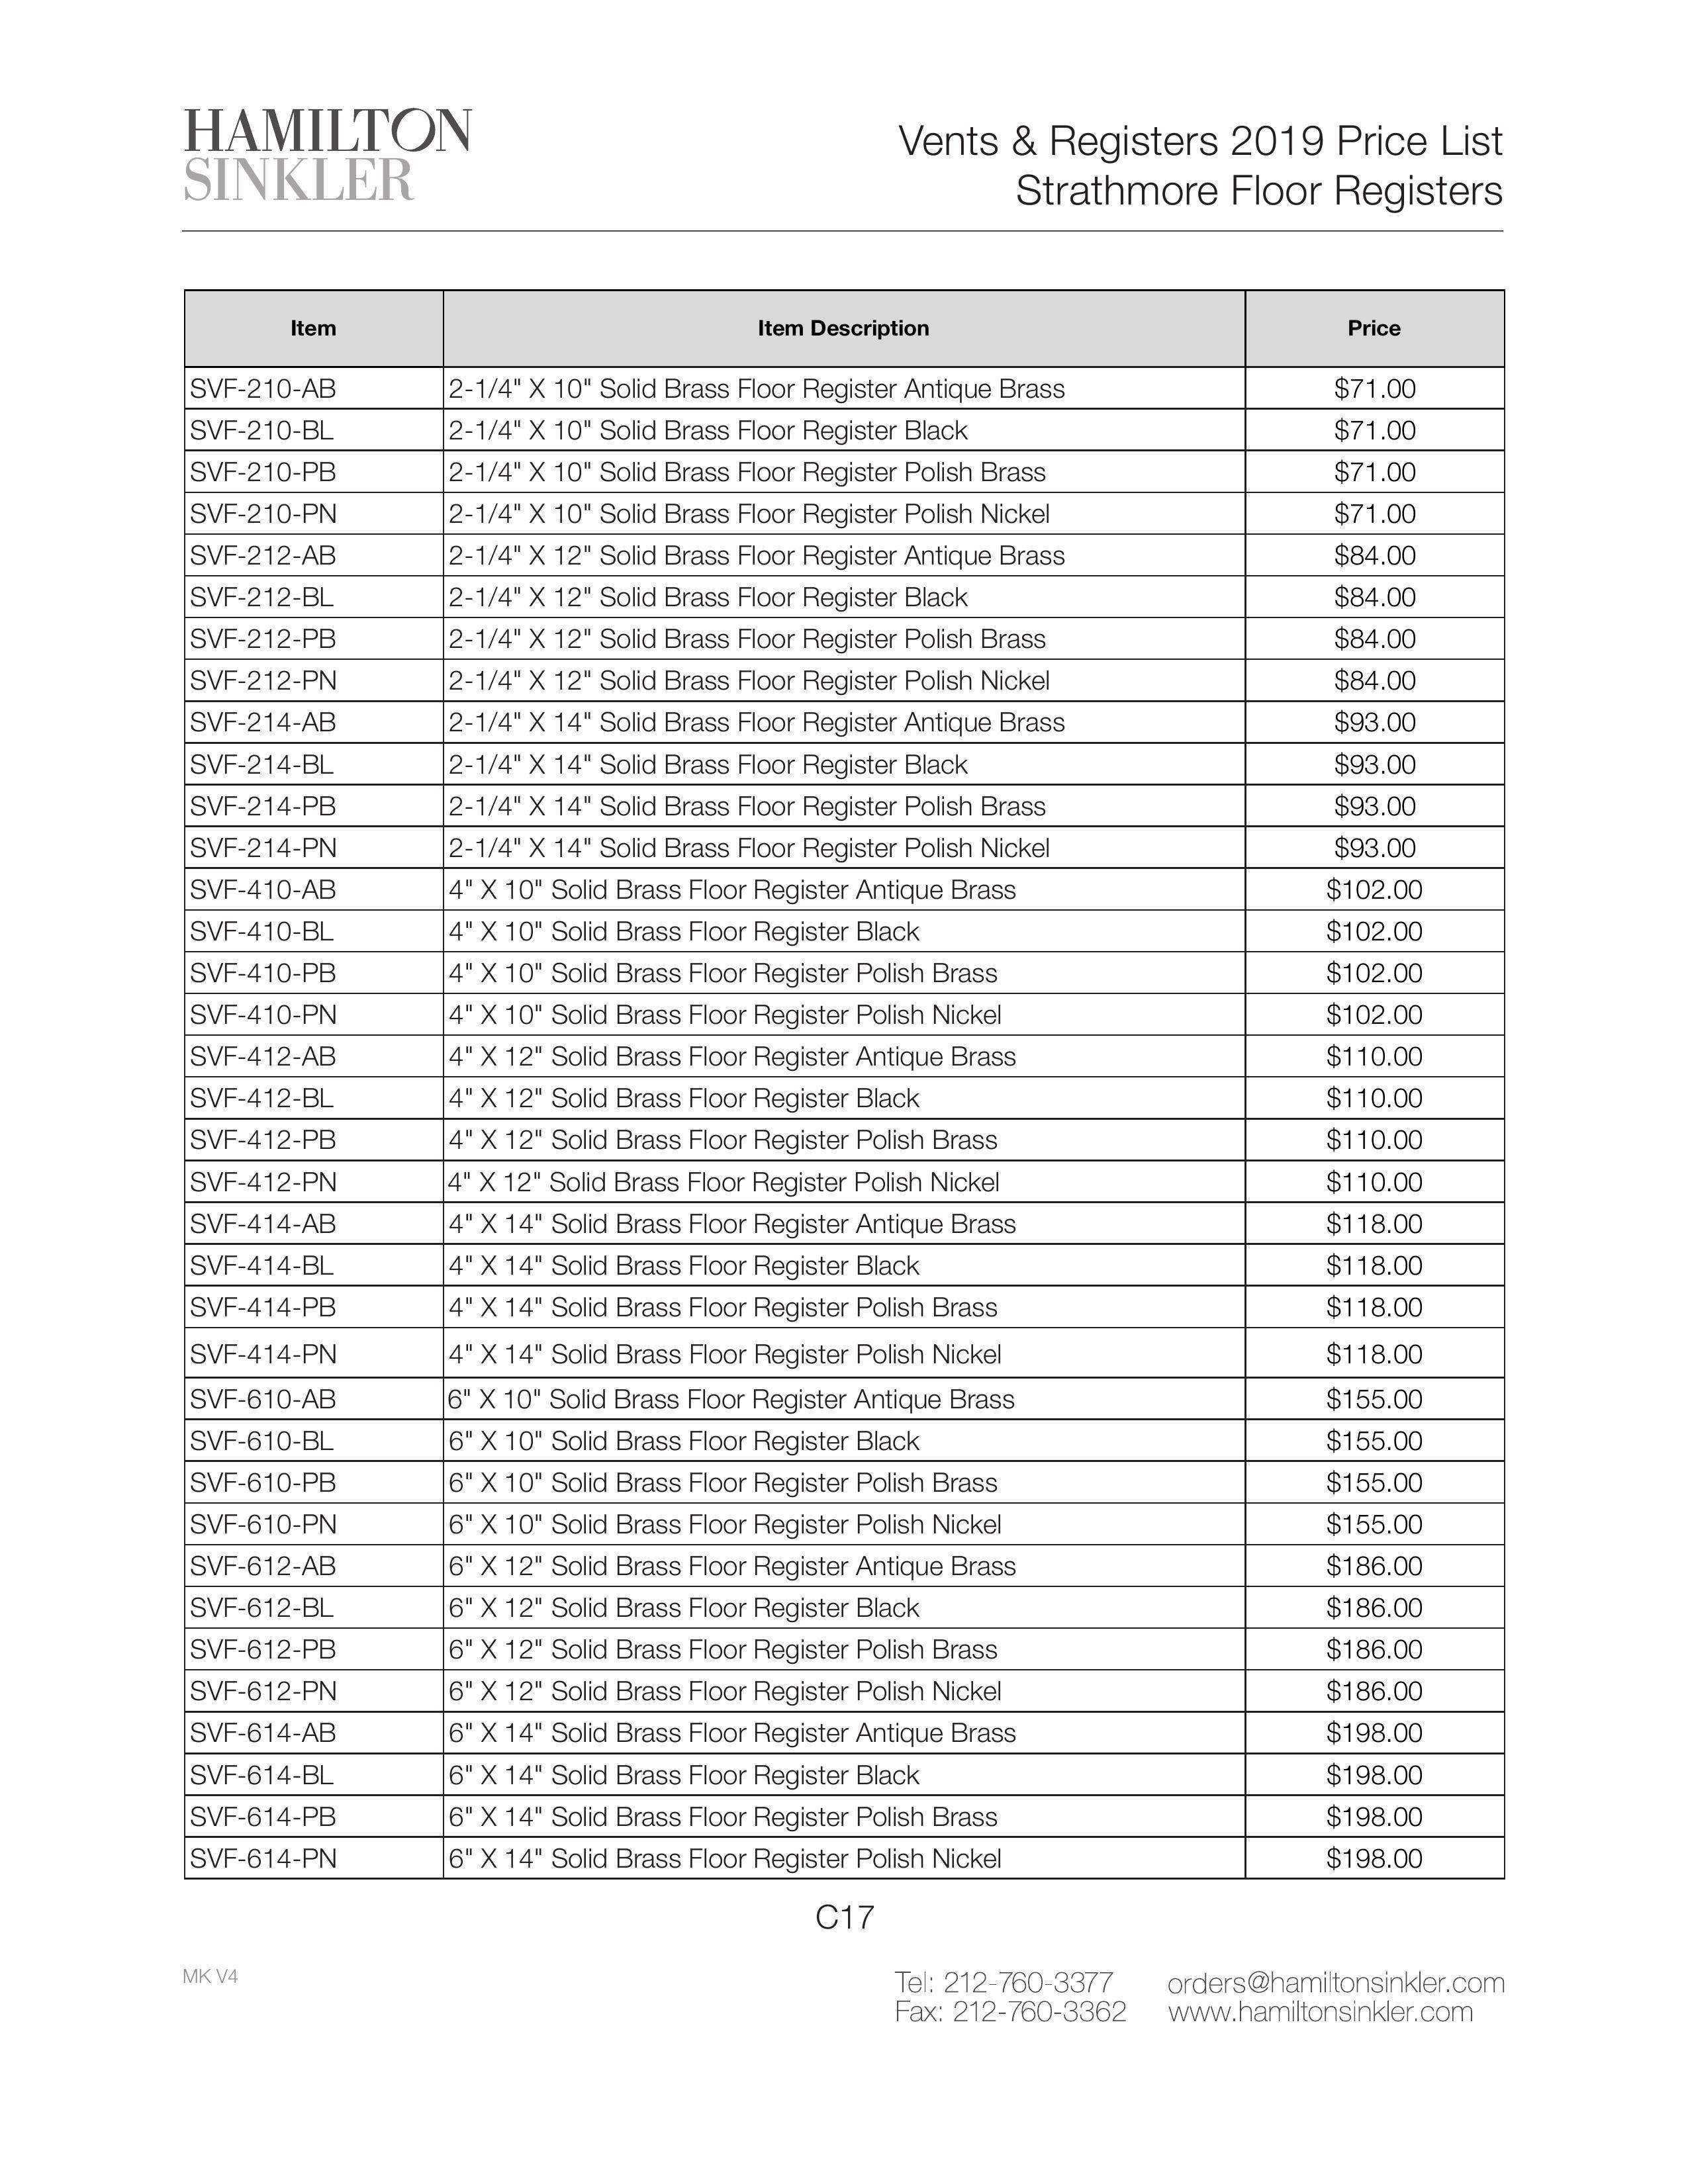 HAMILTON
SINKLER
Vents & Registers 2019 Price List
Strathmore Floor Registers
Item Item Description Price
SVF-210-AB 2-1/4" X 10" Solid Brass Floor Register Antique Brass $71.00
SVF-210-BL 2-1/4" X 10" Solid Brass Floor Register Black $71.00
SVF-210-PB 2-1/4" X 10" Solid Brass Floor Register Polish Brass $71.00
SVF-210-PN 2-1/4" X 10" Solid Brass Floor Register Polish Nickel $71.00
SVF-212-AB 2-1/4" X 12" Solid Brass Floor Register Antique Brass $84.00
SVF-212-BL 2-1/4" X 12" Solid Brass Floor Register Black $84.00
SVF-212-PB 2-1/4" X 12" Solid Brass Floor Register Polish Brass $84.00
SVF-212-PN 2-1/4" X 12" Solid Brass Floor Register Polish Nickel $84.00
SVF-214-AB 2-1/4" X 14" Solid Brass Floor Register Antique Brass $93.00
SVF-214-BL 2-1/4" X 14" Solid Brass Floor Register Black $93.00
SVF-214-PB 2-1/4" X 14" Solid Brass Floor Register Polish Brass $93.00
SVF-214-PN 2-1/4" X 14" Solid Brass Floor Register Polish Nickel $93.00
SVF-410-AB 4" X 10" Solid Brass Floor Register Antique Brass $102.00
SVF-410-BL 4" X 10" Solid Brass Floor Register Black $102.00
SVF-410-PB 4" X 10" Solid Brass Floor Register Polish Brass $102.00
SVF-410-PN 4" X 10" Solid Brass Floor Register Polish Nickel $102.00
SVF-412-AB 4" X 12" Solid Brass Floor Register Antique Brass $110.00
SVF-412-BL 4" X 12" Solid Brass Floor Register Black $110.00
SVF-412-PB 4" X 12" Solid Brass Floor Register Polish Brass $110.00
SVF-412-PN 4" X 12" Solid Brass Floor Register Polish Nickel $110.00
SVF-414-AB 4" X 14" Solid Brass Floor Register Antique Brass $118.00
SVF-414-BL 4" X 14" Solid Brass Floor Register Black $118.00
SVF-414-PB 4" X 14" Solid Brass Floor Register Polish Brass $118.00
SVF-414-PN 4" X 14" Solid Brass Floor Register Polish Nickel $118.00
SVF-610-AB 6" X 10" Solid Brass Floor Register Antique Brass $155.00
SVF-610-BL 6" X 10" Solid Brass Floor Register Black $155.00
SVF-610-PB 6" X 10" Solid Brass Floor Register Polish Brass $155.00
SVF-610-PN 6" X 10" Solid Brass Floor Register Polish Nickel $155.00
SVF-612-AB 6" X 12" Solid Brass Floor Register Antique Brass $186.00
SVF-612-BL 6" X 12" Solid Brass Floor Register Black $186.00
SVF-612-PB 6" X 12" Solid Brass Floor Register Polish Brass $186.00
SVF-612-PN 6" X 12" Solid Brass Floor Register Polish Nickel $186.00
SVF-614-AB 6" X 14" Solid Brass Floor Register Antique Brass $198.00
SVF-614-BL 6" X 14" Solid Brass Floor Register Black $198.00
SVF-614-PB 6" X 14" Solid Brass Floor Register Polish Brass $198.00
SVF-614-PN 6" X 14" Solid Brass Floor Register Polish Nickel $198.00
C17
MK V4
Tel: 212-760-3377 orders@hamiltonsinkler.com
Fax: 212-760-3362 www.hamiltonsinkler.com